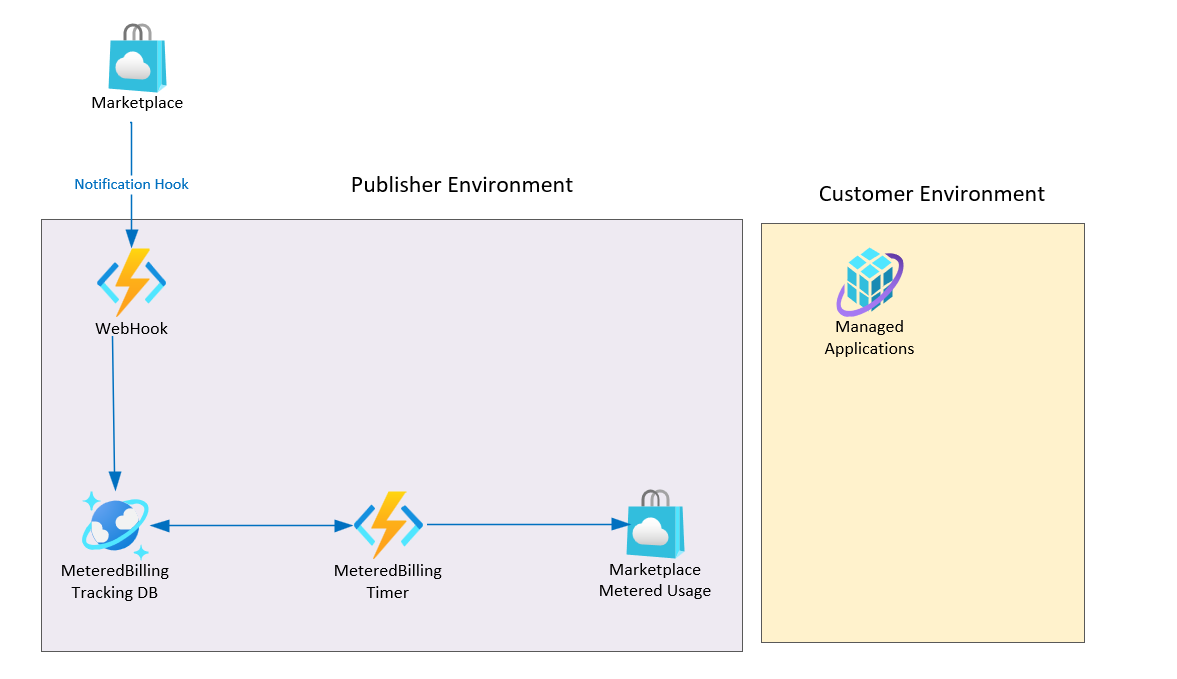 Marketplace
Notification Hook
Publisher Environment
Customer Environment
WebHook
Managed
Applications
MeteredBilling
Tracking DB
MeteredBilling
Timer
Marketplace
Metered Usage